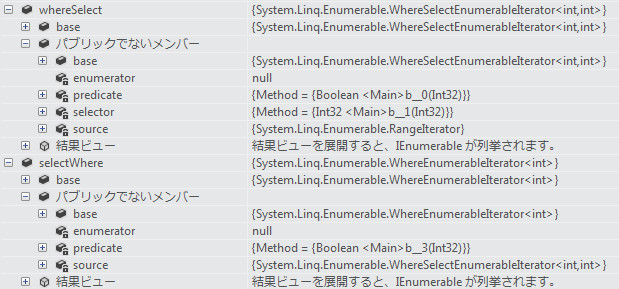 whereSelect {System.Linq.Enumerable.WhereSelectEnumerableIterator<int,int>}
base {System.Linq.Enumerable.WhereSelectEnumerableIterator<int,int>}
パブリックでないメンバー
base {System.Linq.Enumerable.WhereSelectEnumerableIterator<int,int>}
enumerator null
predicate {Method = {Boolean <Main>b__0(Int32)}}
selector {Method = {Int32 <Main>b__1(Int32)}}
source {System.Linq.Enumerable.RangeIterator}
結果ビュー 結果ビューを展開すると、IEnumerable が列挙されます。
selectWhere {System.Linq.Enumerable.WhereEnumerableIterator<int>}
base {System.Linq.Enumerable.WhereEnumerableIterator<int>}
パブリックでないメンバー
base {System.Linq.Enumerable.WhereEnumerableIterator<int>}
enumerator null
predicate {Method = {Boolean <Main>b__3(Int32)}}
source {System.Linq.Enumerable.WhereSelectEnumerableIterator<int,int>}
結果ビュー 結果ビューを展開すると、IEnumerable が列挙されます。